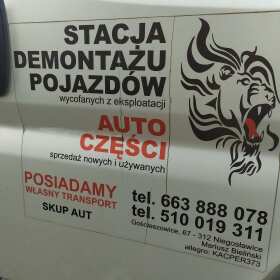 STACJA
DEMONTAŻU
POJAZDÓW
wycofanych z eksploatacji
AUTO
CZĘŚCI
sprzedaż nowych i używanych
POSIADAMY
WŁASNY TRANSPORT
SKUP AUT
tel. 663 888 078
tel. 510 019 311
Gościeszowice, 67 - 312 Niegosławice
Mariusz Bieliński
allegro: KACPER373